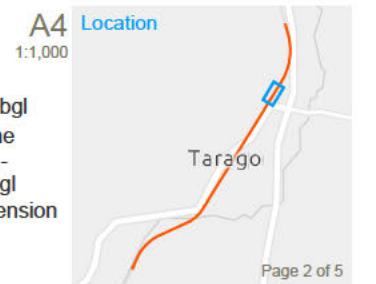 A4
1:1,000
Location
bgl
ne
-
gl
ension
Tarago
Page 2 of 5